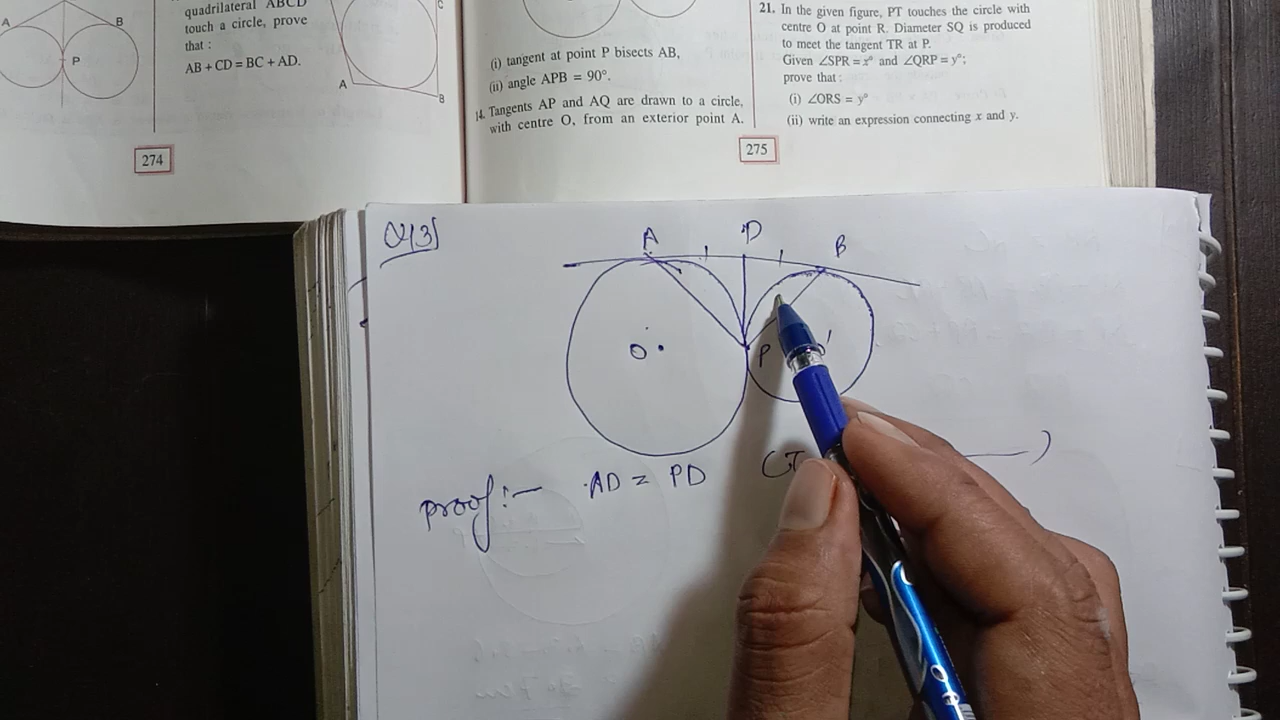 A
B
P
quadrilateral ABCD
touch a circle, prove
that :
AB + CD = BC + AD.
C
A
B
274
(i) tangent at point P bisects AB,
(ii) angle APB = 90°.
14. Tangents AP and AQ are drawn to a circle,
with centre O, from an exterior point A.
21. In the given figure, PT touches the circle with
centre O at point R. Diameter SQ is produced
to meet the tangent TR at P.
Given ∠SPR = x° and ∠QRP = y°;
prove that :
(i) ∠ORS = y°
(ii) write an expression connecting x and y.
275
Q13]
A D B
O P
proof :- AD = PD